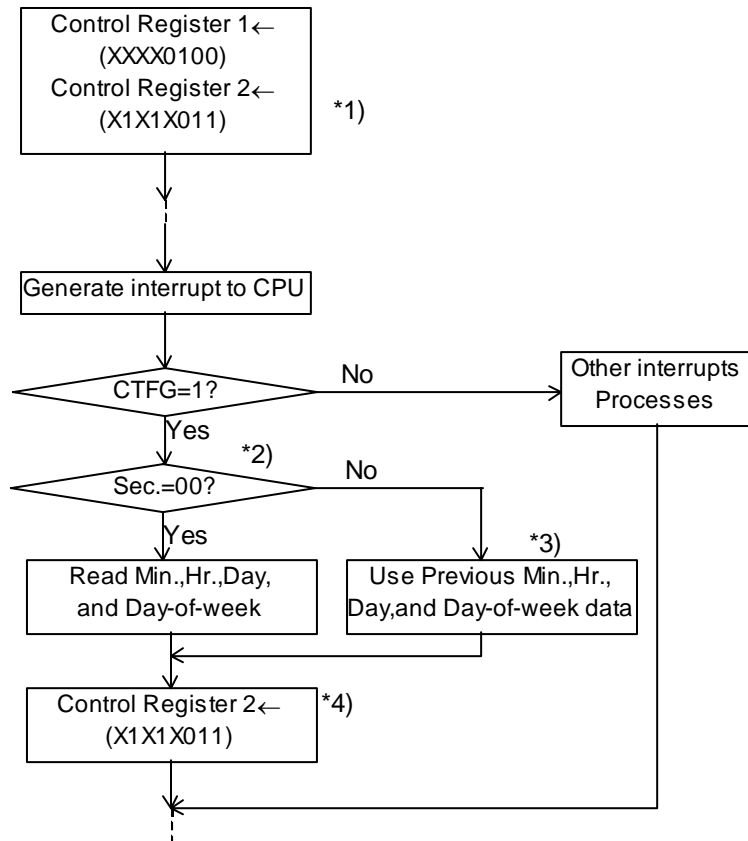 Control Register 1←
(XXXX0100)
Control Register 2←
(X1X1X011)
*1)
Generate interrupt to CPU
CTFG=1?
No
Other interrupts
Processes
Yes
*2)
Sec.=00?
No
Yes
*3)
Read Min.,Hr.,Day,
and Day-of-week
Use Previous Min.,Hr.,
Day,and Day-of-week data
Control Register 2←
(X1X1X011)
*4)